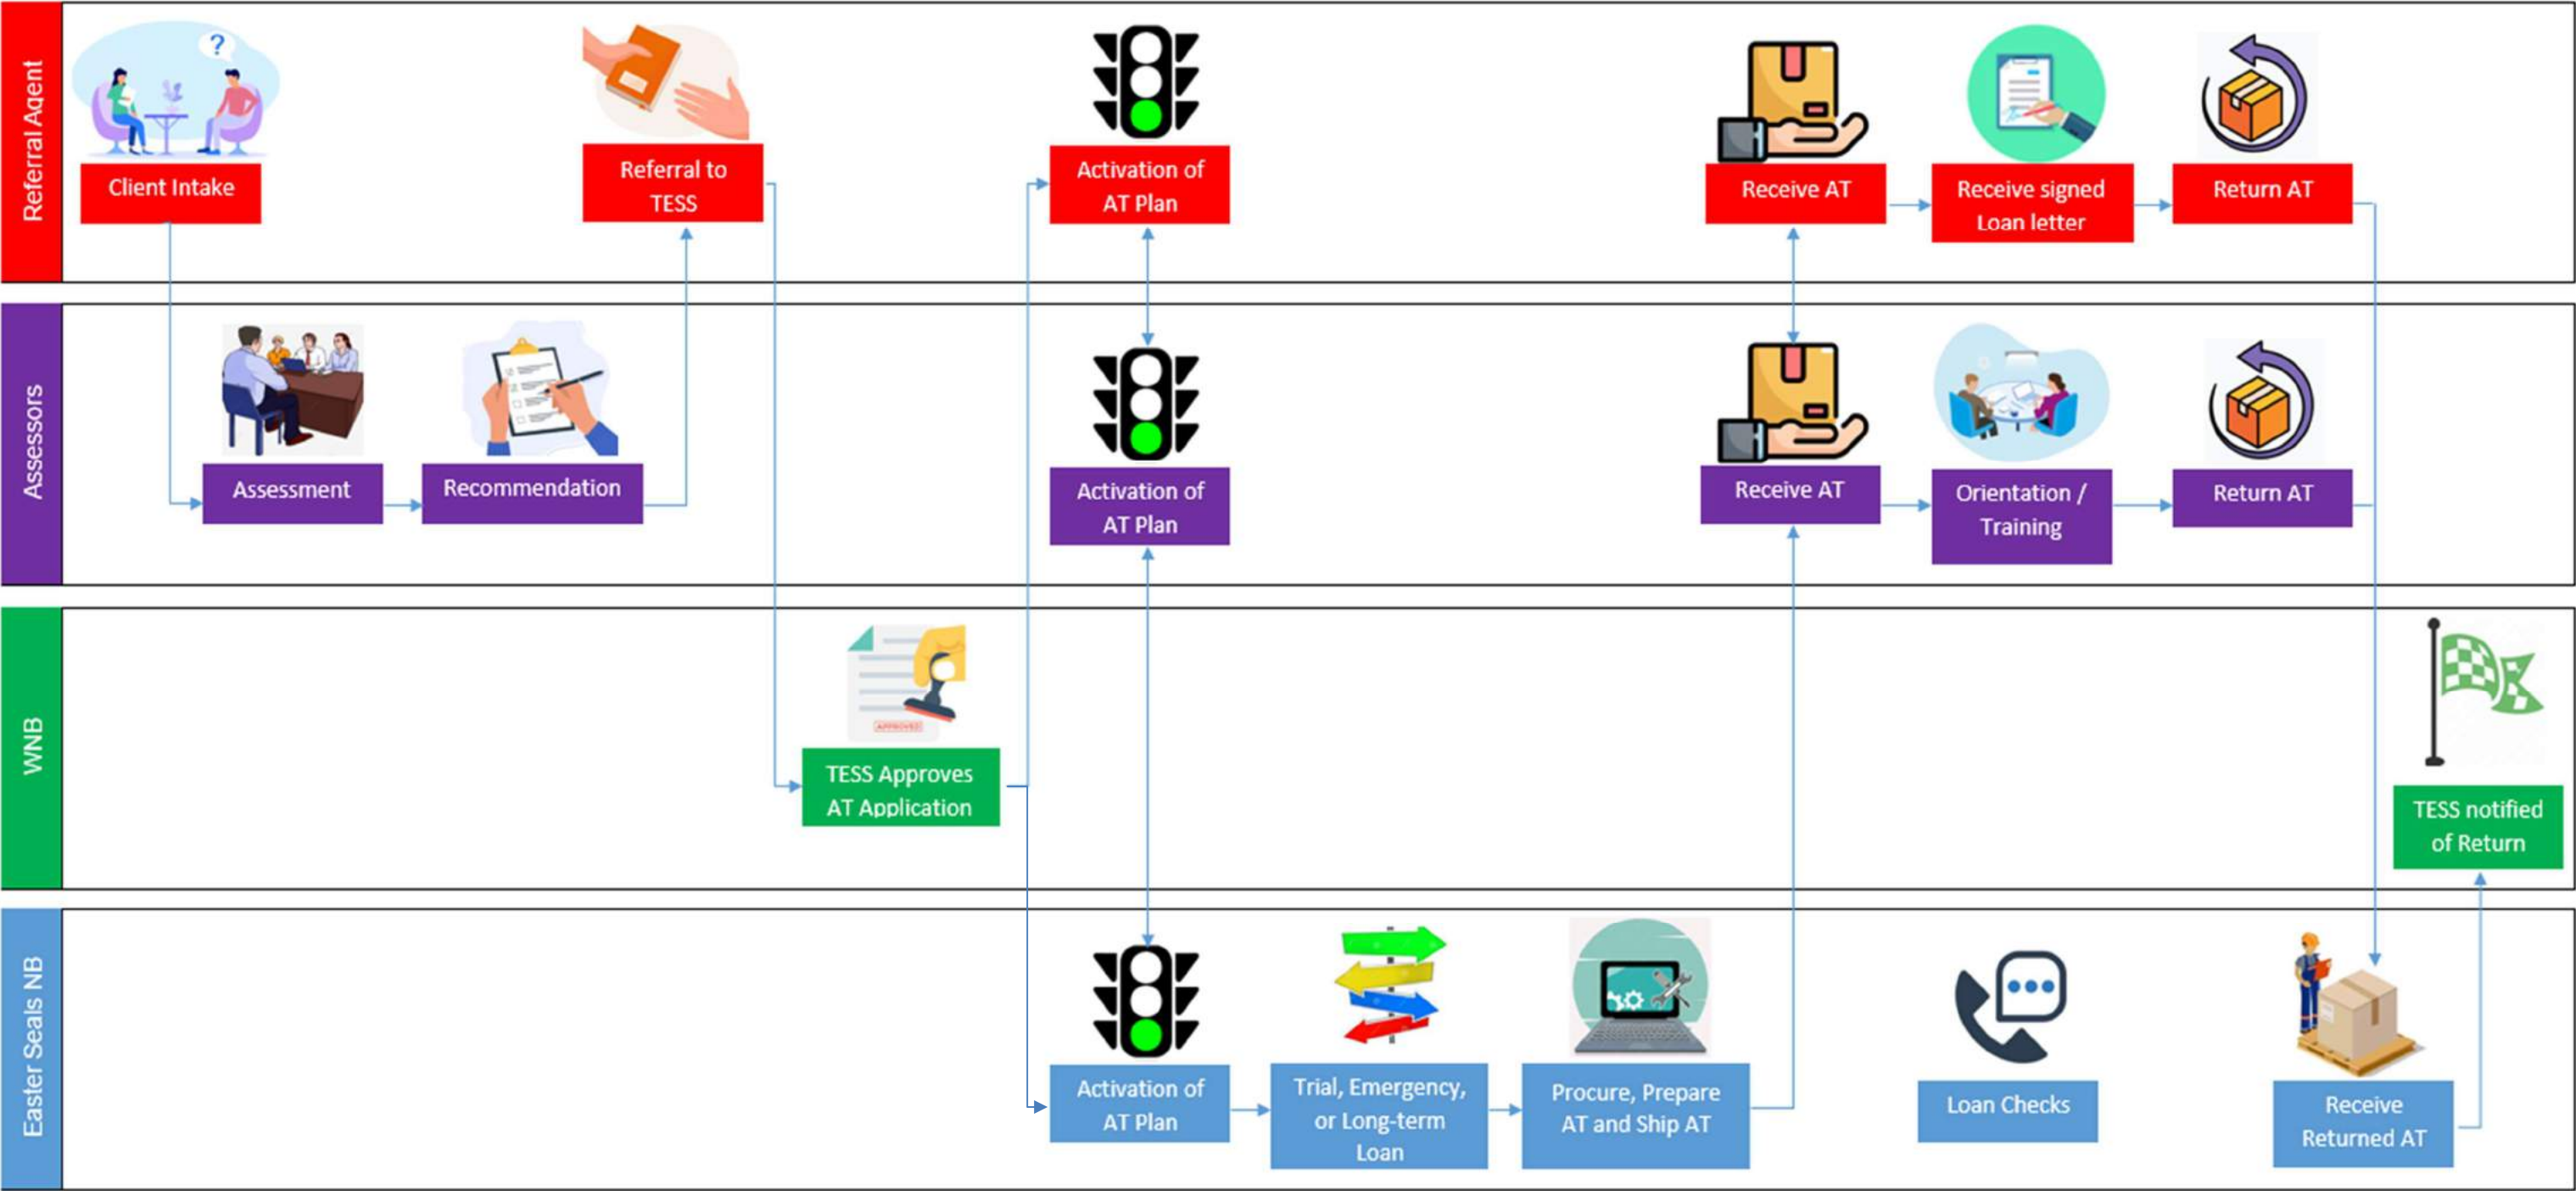 Referral Agent
?
Client Intake
Referral to
TESS
Activation of
AT Plan
Receive AT
Receive signed
Loan letter
Return AT
Assessors
Assessment
Recommendation
Activation of
AT Plan
Receive AT
Orientation /
Training
Return AT
WNB
APPROVED
TESS Approves
AT Application
TESS notified
of Return
Easter Seals NB
Activation of
AT Plan
Trial, Emergency,
or Long-term
Loan
Procure, Prepare
AT and Ship AT
Loan Checks
Receive
Returned AT